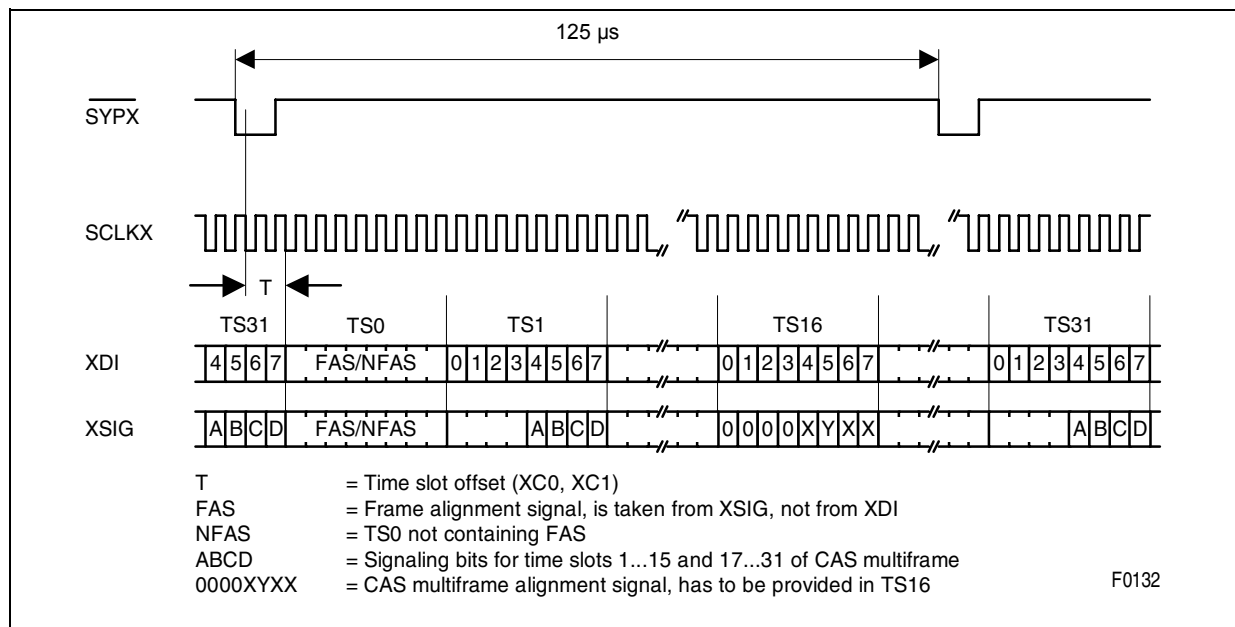 125 µs
SYPX
SCLKX
T
TS31 TS0 TS1 TS16 TS31
XDI 4 5 6 7 FAS/NFAS 0 1 2 3 4 5 6 7 0 1 2 3 4 5 6 7 0 1 2 3 4 5 6 7
XSIG A B C D FAS/NFAS A B C D 0 0 0 0 X Y X X A B C D
T = Time slot offset (XC0, XC1)
FAS = Frame alignment signal, is taken from XSIG, not from XDI
NFAS = TS0 not containing FAS
ABCD = Signaling bits for time slots 1...15 and 17...31 of CAS multiframe
0000XYXX = CAS multiframe alignment signal, has to be provided in TS16
F0132